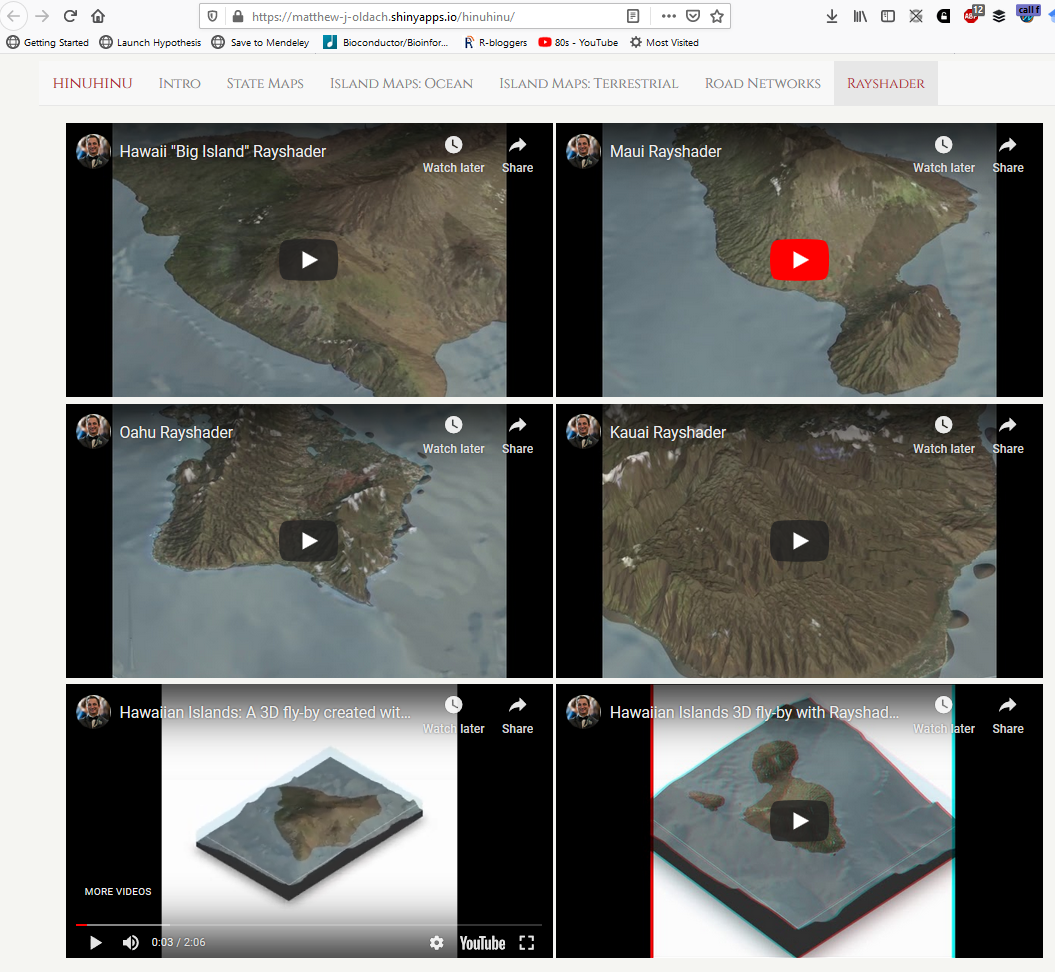 https://matthew-j-oldach.shinyapps.io/hinuhinu/
12
call f
Getting Started
Launch Hypothesis
Save to Mendeley
Bioconductor/Bioinfor...
R-bloggers
80s - YouTube
Most Visited
HINUHINU
INTRO
STATE MAPS
ISLAND MAPS: OCEAN
ISLAND MAPS: TERRESTRIAL
ROAD NETWORKS
RAYSHADER
Hawaii "Big Island" Rayshader
Watch later
Share
Maui Rayshader
Watch later
Share
Oahu Rayshader
Watch later
Share
Kauai Rayshader
Watch later
Share
Hawaiian Islands: A 3D fly-by created wit...
Watch later
Share
MORE VIDEOS
0:03 / 2:06
YouTube
Hawaiian Islands 3D fly-by with Rayshad...
Watch later
Share